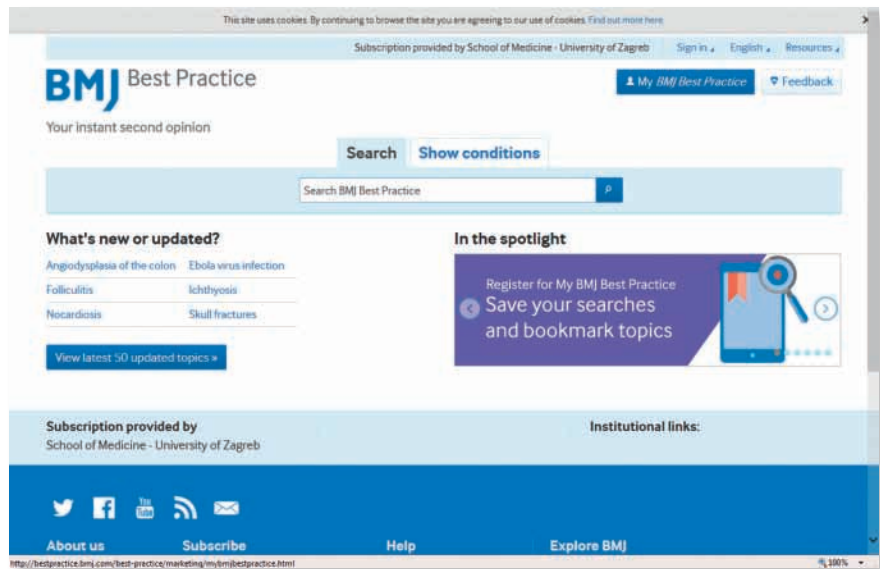 This site uses cookies. By continuing to browse the site you are agreeing to our use of cookies. Find out more here. x
Subscription provided by School of Medicine - University of Zagreb Sign in English Resources
BMJ Best Practice
My BMJ Best Practice Feedback
Your instant second opinion
Search Show conditions
Search BMJ Best Practice
What's new or updated? In the spotlight
Angiodysplasia of the colon Ebola virus infection
Folliculitis Ichthyosis
Nocardiosis Skull fractures
View latest 50 updated topics »
Register for My BMJ Best Practice
Save your searches
and bookmark topics
Subscription provided by Institutional links:
School of Medicine - University of Zagreb
You
Tube
About us Subscribe Help Explore BMJ
http://bestpractice.bmj.com/best-practice/marketing/mybmjbestpractice.html 100%